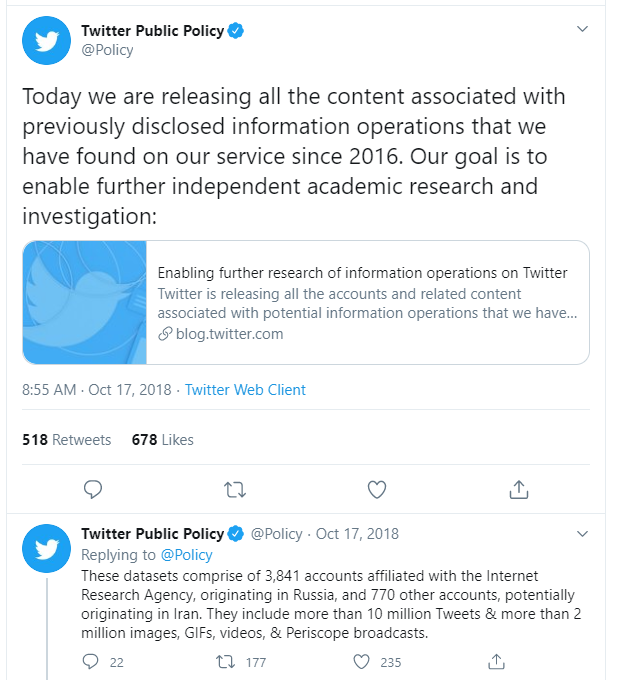 Twitter Public Policy
@Policy
Today we are releasing all the content associated with
previously disclosed information operations that we
have found on our service since 2016. Our goal is to
enable further independent academic research and
investigation:
Enabling further research of information operations on Twitter
Twitter is releasing all the accounts and related content
associated with potential information operations that we have...
blog.twitter.com
8:55 AM · Oct 17, 2018 · Twitter Web Client
518 Retweets 678 Likes
Twitter Public Policy @Policy · Oct 17, 2018
Replying to @Policy
These datasets comprise of 3,841 accounts affiliated with the Internet
Research Agency, originating in Russia, and 770 other accounts, potentially
originating in Iran. They include more than 10 million Tweets & more than 2
million images, GIFs, videos, & Periscope broadcasts.
22 177 235